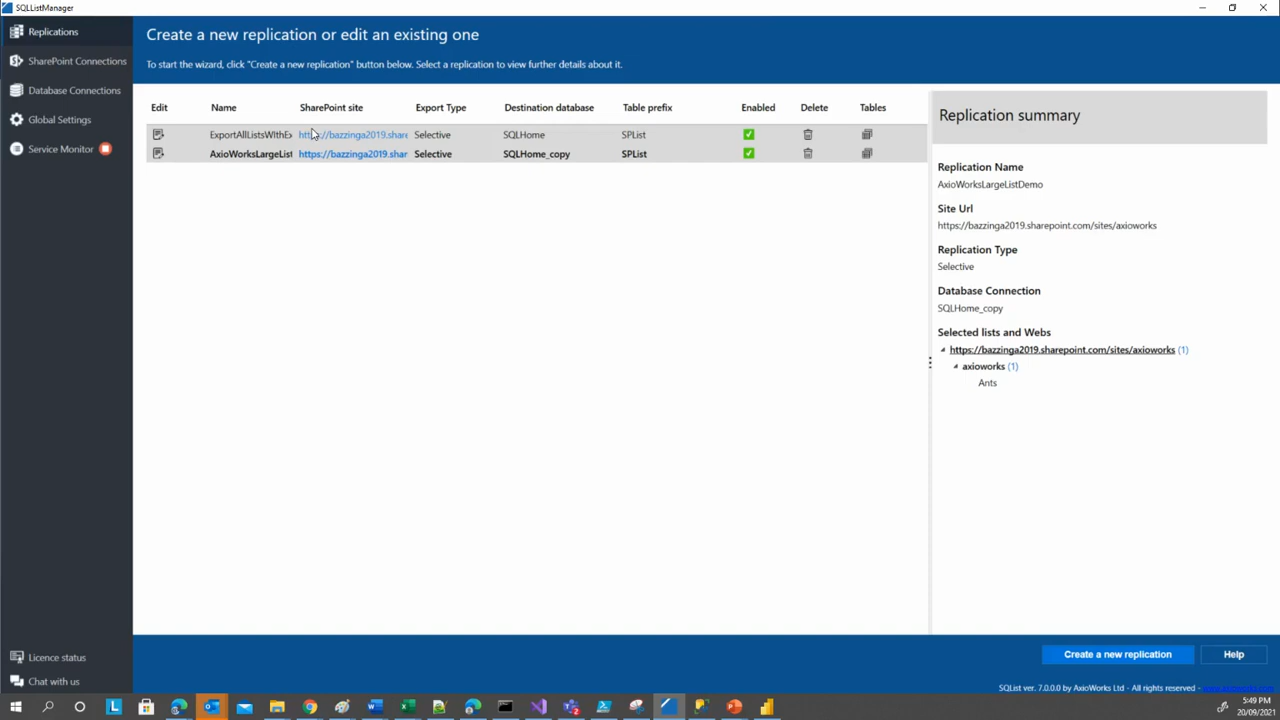 SQLListManager
Replications
SharePoint Connections
Database Connections
Global Settings
Service Monitor
Licence status
Chat with us
Create a new replication or edit an existing one
To start the wizard, click "Create a new replication" button below. Select a replication to view further details about it.
Edit Name SharePoint site Export Type Destination database Table prefix Enabled Delete Tables
ExportAllListsWithEx https://bazzinga2019.share Selective SQLHome SPList
AxioWorksLargeList https://bazzinga2019.shar Selective SQLHome_copy SPList
Replication summary
Replication Name
AxioWorksLargeListDemo
Site Url
https://bazzinga2019.sharepoint.com/sites/axioworks
Replication Type
Selective
Database Connection
SQLHome_copy
Selected lists and Webs
https://bazzinga2019.sharepoint.com/sites/axioworks (1)
axioworks (1)
Ants
Create a new replication
Help
SQList ver. 7.0.0.0 by AxioWorks Ltd - All rights reserved - www.axioworks.com
5:49 PM
20/09/2021